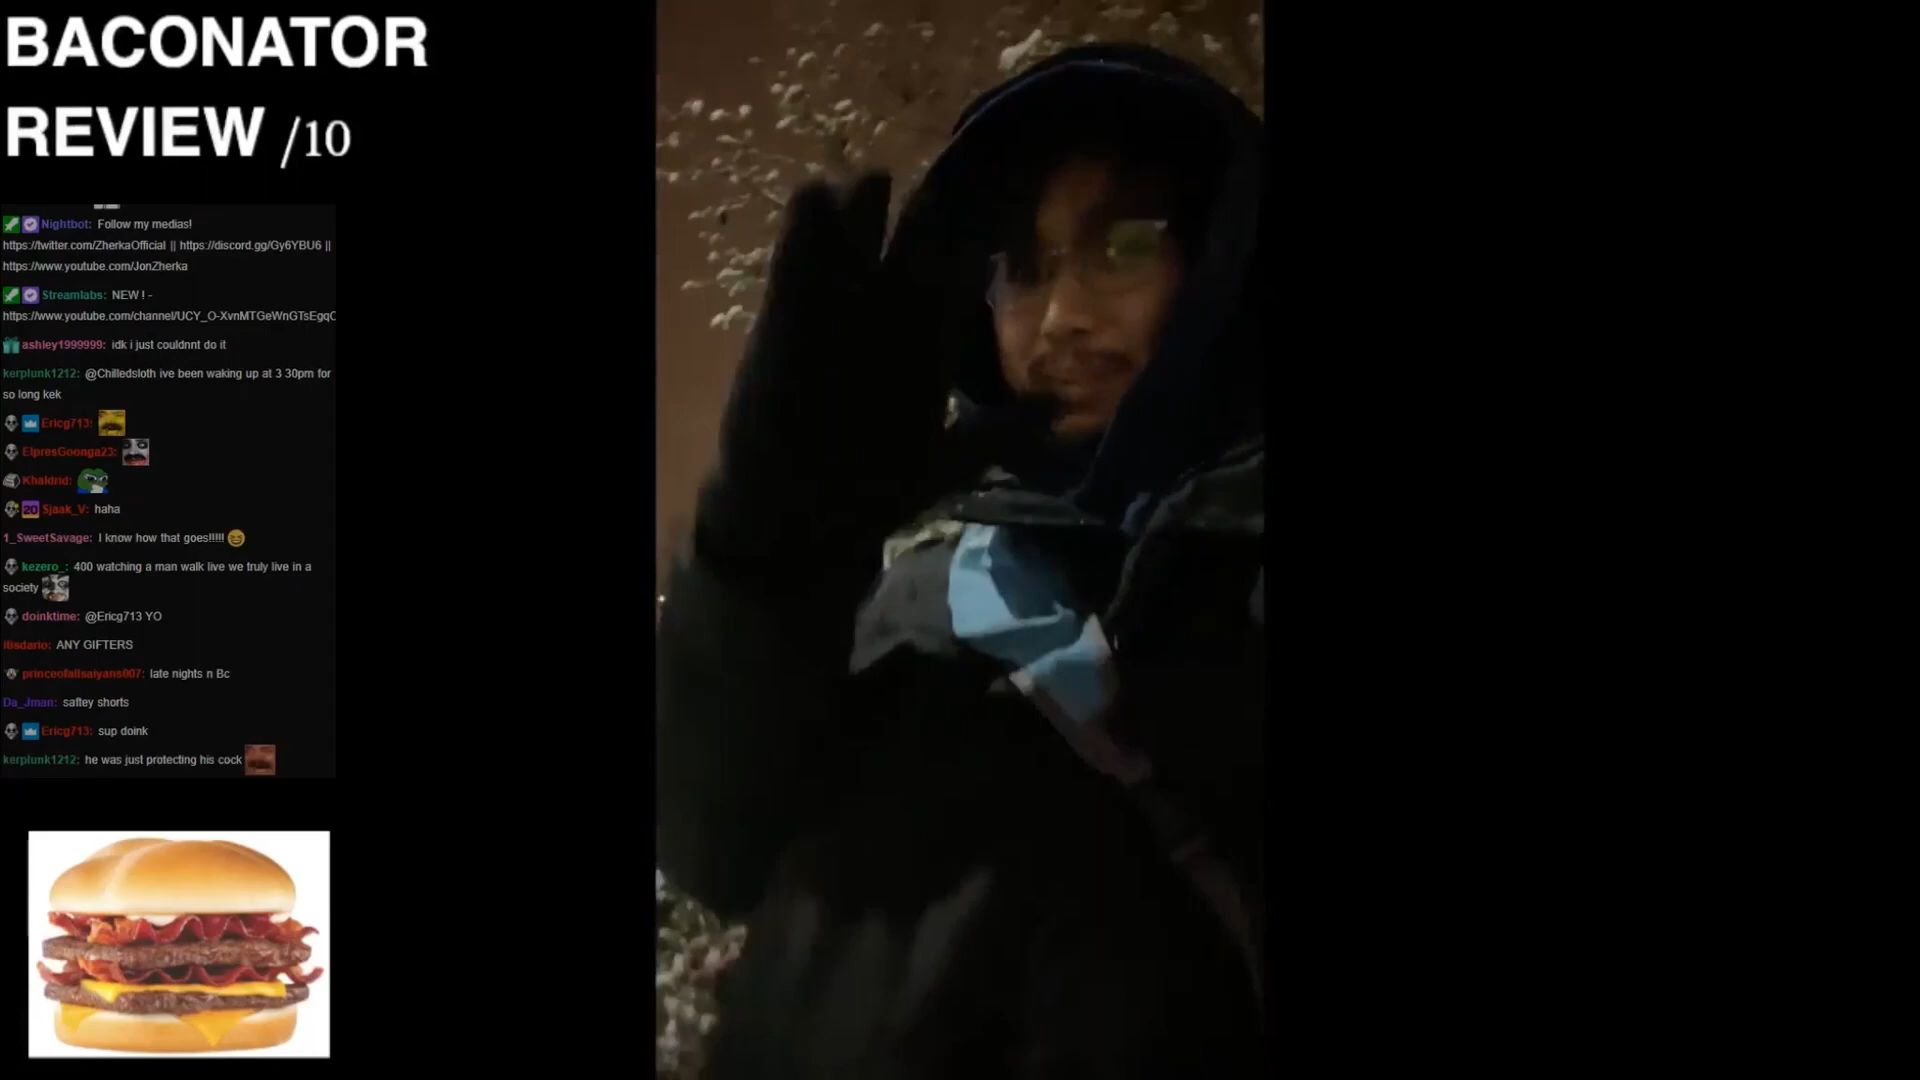 BACONATOR
REVIEW /10
Nightbot: Follow my medias!
https://twitter.com/ZherkaOfficial || https://discord.gg/Gy6YBU6 ||
https://www.youtube.com/JonZherka
Streamlabs: NEW ! -
https://www.youtube.com/channel/UCY_O-XvnMTGeWnGTsEgqC
ashley1999999: idk i just couldnnt do it
kerplunk1212: @Chilledsloth ive been waking up at 3 30pm for
so long kek
Ericg713:
ElpresGoonga23:
Khaldrid:
20 Sjaak_V: haha
1_SweetSavage: I know how that goes!!!!!
kezero_: 400 watching a man walk live we truly live in a
society
doinktime: @Ericg713 YO
itisdario: ANY GIFTERS
princeofallsaiyans007: late nights n Bc
Da_Jman: saftey shorts
Ericg713: sup doink
kerplunk1212: he was just protecting his cock